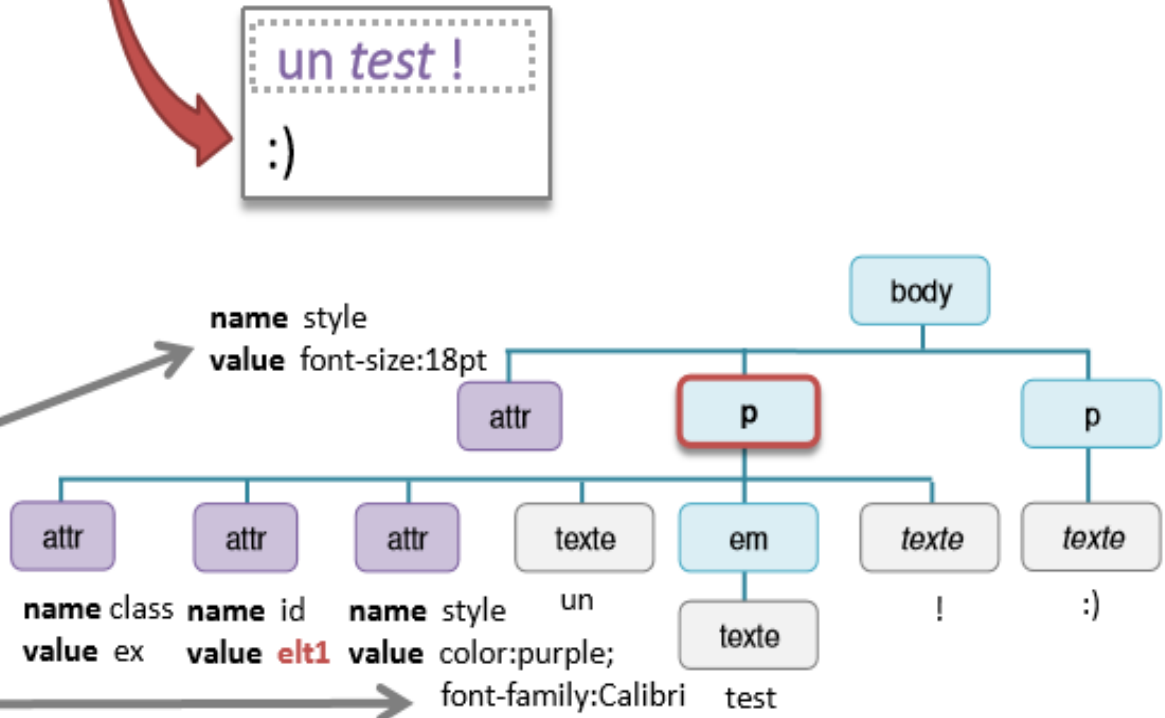 un test !
:)
body
name style
value font-size:18pt
attr
p
p
attr
attr
attr
texte
em
texte
texte
name class
value ex
name id
value elt1
name style
value color:purple;
font-family:Calibri
un
texte
test
!
:)